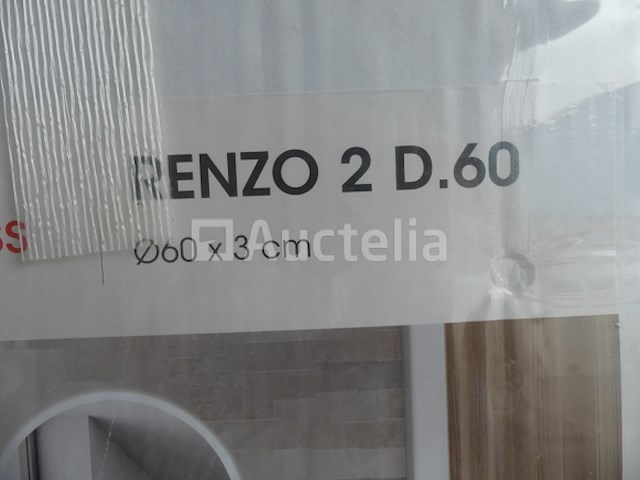 RENZO 2 D.60
Auctelia
Ø60 x 3 cm